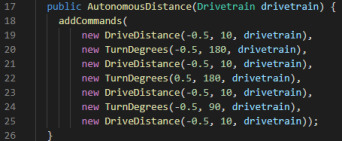 17 public AutonomousDistance(Drivetrain drivetrain) {
18 addCommands(
19 new DriveDistance(-0.5, 10, drivetrain),
20 new TurnDegrees(-0.5, 180, drivetrain),
21 new DriveDistance(-0.5, 10, drivetrain),
22 new TurnDegrees(0.5, 180, drivetrain),
23 new DriveDistance(-0.5, 10, drivetrain),
24 new TurnDegrees(-0.5, 90, drivetrain),
25 new DriveDistance(-0.5, 10, drivetrain));
26 }